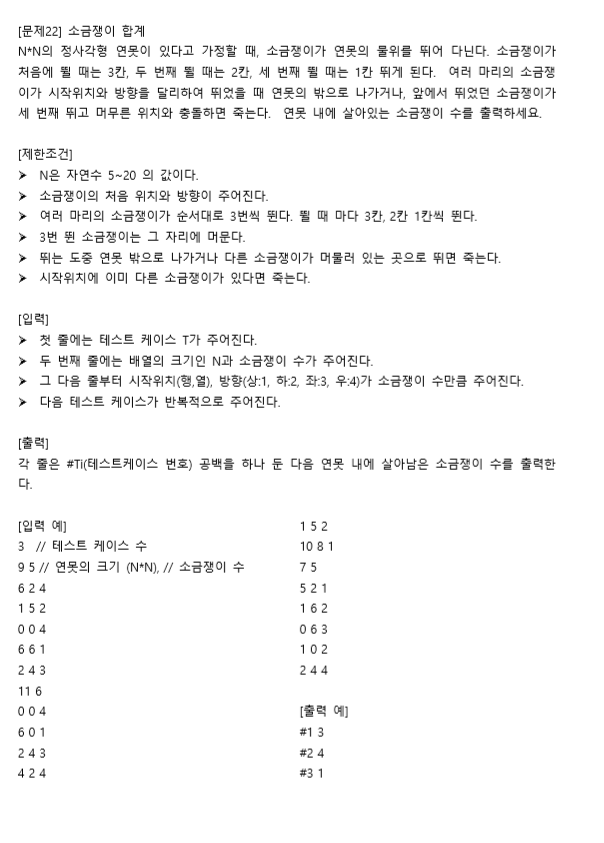 [문제22] 소금쟁이 합계
N*N의 정사각형 연못이 있다고 가정할 때, 소금쟁이가 연못의 물위를 뛰어 다닌다. 소금쟁이가
처음에 뛸 때는 3칸, 두 번째 뛸 때는 2칸, 세 번째 뛸 때는 1칸 뛰게 된다. 여러 마리의 소금쟁
이가 시작위치와 방향을 달리하여 뛰었을 때 연못의 밖으로 나가거나, 앞에서 뛰었던 소금쟁이가
세 번째 뛰고 머무른 위치와 충돌하면 죽는다. 연못 내에 살아있는 소금쟁이 수를 출력하세요.
[제한조건]
➤ N은 자연수 5~20 의 값이다.
➤ 소금쟁이의 처음 위치와 방향이 주어진다.
➤ 여러 마리의 소금쟁이가 순서대로 3번씩 뛴다. 뛸 때 마다 3칸, 2칸 1칸씩 뛴다.
➤ 3번 뛴 소금쟁이는 그 자리에 머문다.
➤ 뛰는 도중 연못 밖으로 나가거나 다른 소금쟁이가 머물러 있는 곳으로 뛰면 죽는다.
➤ 시작위치에 이미 다른 소금쟁이가 있다면 죽는다.
[입력]
➤ 첫 줄에는 테스트 케이스 T가 주어진다.
➤ 두 번째 줄에는 배열의 크기인 N과 소금쟁이 수가 주어진다.
➤ 그 다음 줄부터 시작위치(행,열), 방향(상:1, 하:2, 좌:3, 우:4)가 소금쟁이 수만큼 주어진다.
➤ 다음 테스트 케이스가 반복적으로 주어진다.
[출력]
각 줄은 #Ti(테스트케이스 번호) 공백을 하나 둔 다음 연못 내에 살아남은 소금쟁이 수를 출력한
다.
[입력 예]
3 // 테스트 케이스 수
9 5 // 연못의 크기 (N*N), // 소금쟁이 수
6 2 4
1 5 2
0 0 4
6 6 1
2 4 3
11 6
0 0 4
6 0 1
2 4 3
4 2 4
1 5 2
10 8 1
7 5
5 2 1
1 6 2
0 6 3
1 0 2
2 4 4
[출력 예]
#1 3
#2 4
#3 1